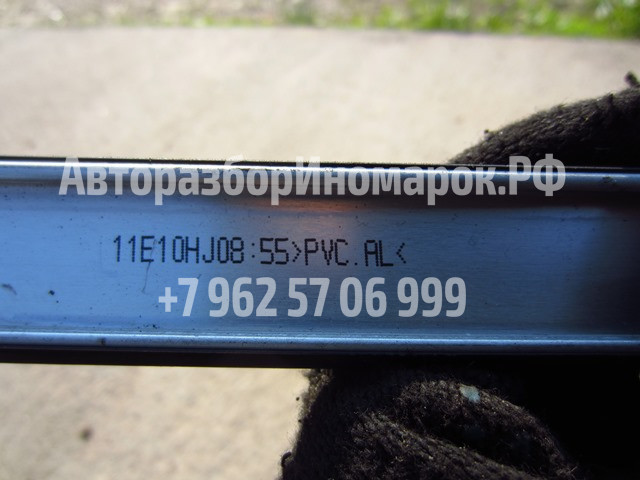 АвторазборИномарок.РФ
11E10HJ08:55>PVC.AL<
+7 962 57 06 999